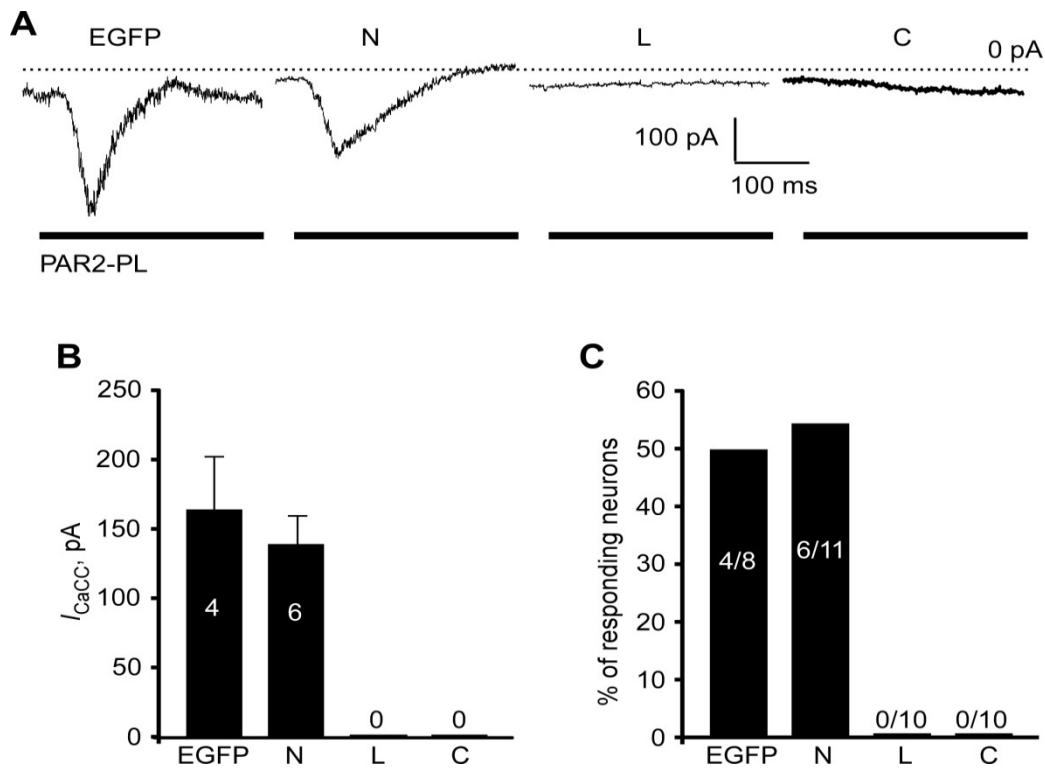 A
EGFP N L C 0 pA
100 pA
100 ms
PAR2-PL
B
I CaCC, pA
250
200
150
100
50
0
4
6
0
0
EGFP N L C
C
% of responding neurons
60
50
40
30
20
10
0
4/8
6/11
0/10
0/10
EGFP N L C